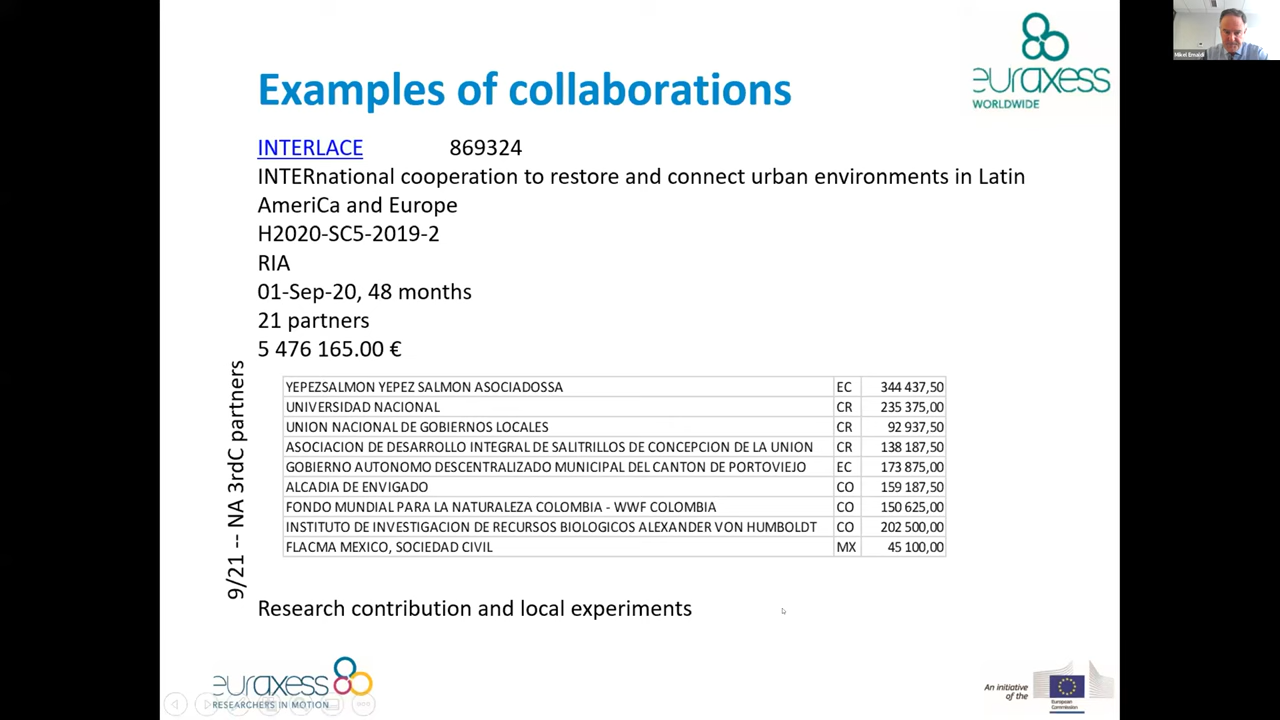 Examples of collaborations
euraxess
WORLDWIDE
Mikel Emaldi
INTERLACE 869324
INTERnational cooperation to restore and connect urban environments in Latin
AmeriCa and Europe
H2020-SC5-2019-2
RIA
01-Sep-20, 48 months
21 partners
5 476 165.00 €
9/21 -- NA 3rdC partners
YEPEZSALMON YEPEZ SALMON ASOCIADOSSA EC 344 437,50
UNIVERSIDAD NACIONAL CR 235 375,00
UNION NACIONAL DE GOBIERNOS LOCALES CR 92 937,50
ASOCIACION DE DESARROLLO INTEGRAL DE SALITRILLOS DE CONCEPCION DE LA UNION CR 138 187,50
GOBIERNO AUTONOMO DESCENTRALIZADO MUNICIPAL DEL CANTON DE PORTOVIEJO EC 173 875,00
ALCADIA DE ENVIGADO CO 159 187,50
FONDO MUNDIAL PARA LA NATURALEZA COLOMBIA - WWF COLOMBIA CO 150 625,00
INSTITUTO DE INVESTIGACION DE RECURSOS BIOLOGICOS ALEXANDER VON HUMBOLDT CO 202 500,00
FLACMA MEXICO, SOCIEDAD CIVIL MX 45 100,00
Research contribution and local experiments
euraxess
RESEARCHERS IN MOTION
An initiative
of the
European
Commission